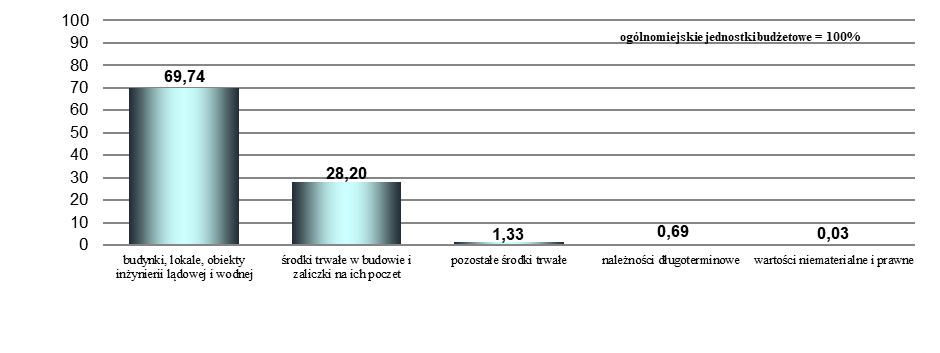 100
ogólnomiejskie jednostki budżetowe = 100%
90
80
69,74
70
60
50
40
28,20
30
20
10
1,33
0,69
0,03
0
budynki, lokale, obiekty
inżynierii lądowej i wodnej
środki trwałe w budowie i
zaliczki na ich poczet
pozostałe środki trwałe
należności długoterminowe
wartości niematerialne i prawne